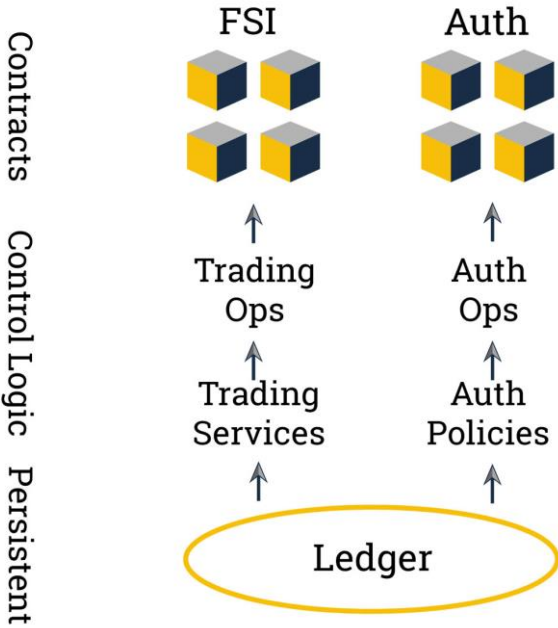 FSI
Auth
Contracts
Trading
Ops
Auth
Ops
Control Logic
Trading
Services
Auth
Policies
Persistent
Ledger